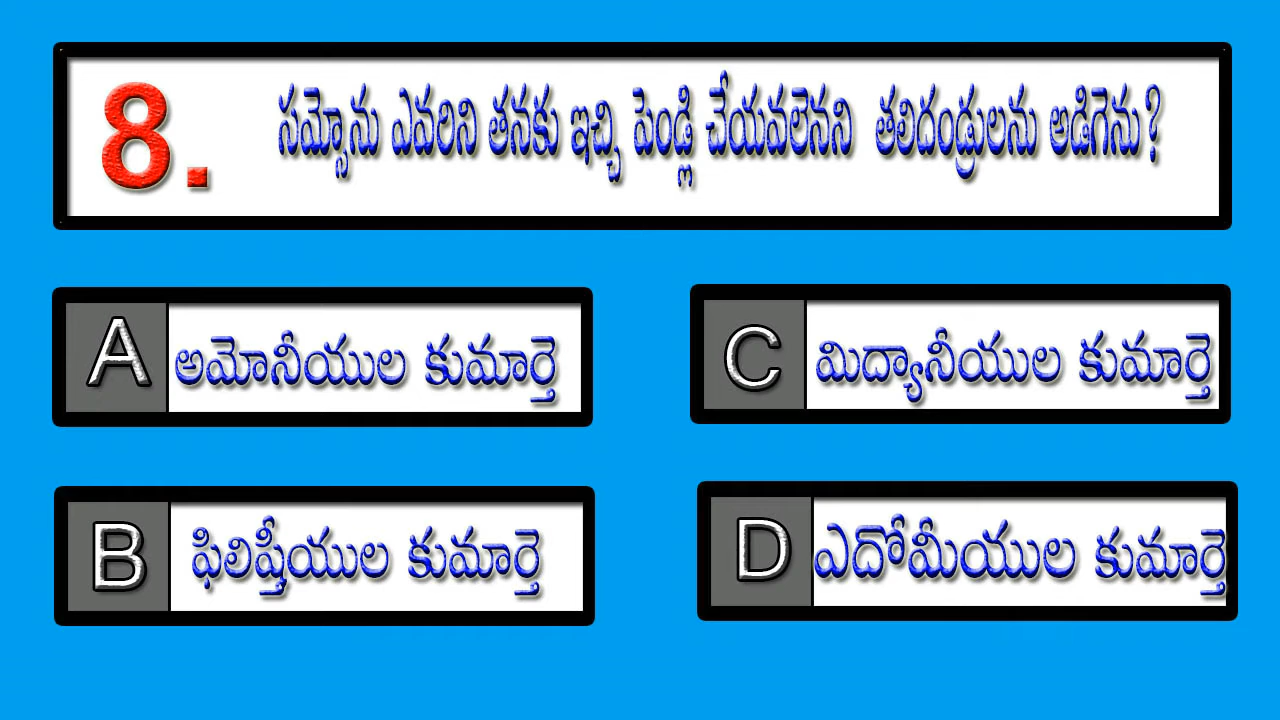 8. సమ్సోను ఎవరిని తనకు ఇచ్చి పెండ్లి చేయవలెనని తలిదండ్రులను అడిగెను?
A అమోనీయుల కుమార్తె
C మిద్యానీయుల కుమార్తె
B ఫిలిష్తీయుల కుమార్తె
D ఎదోమీయుల కుమార్తె